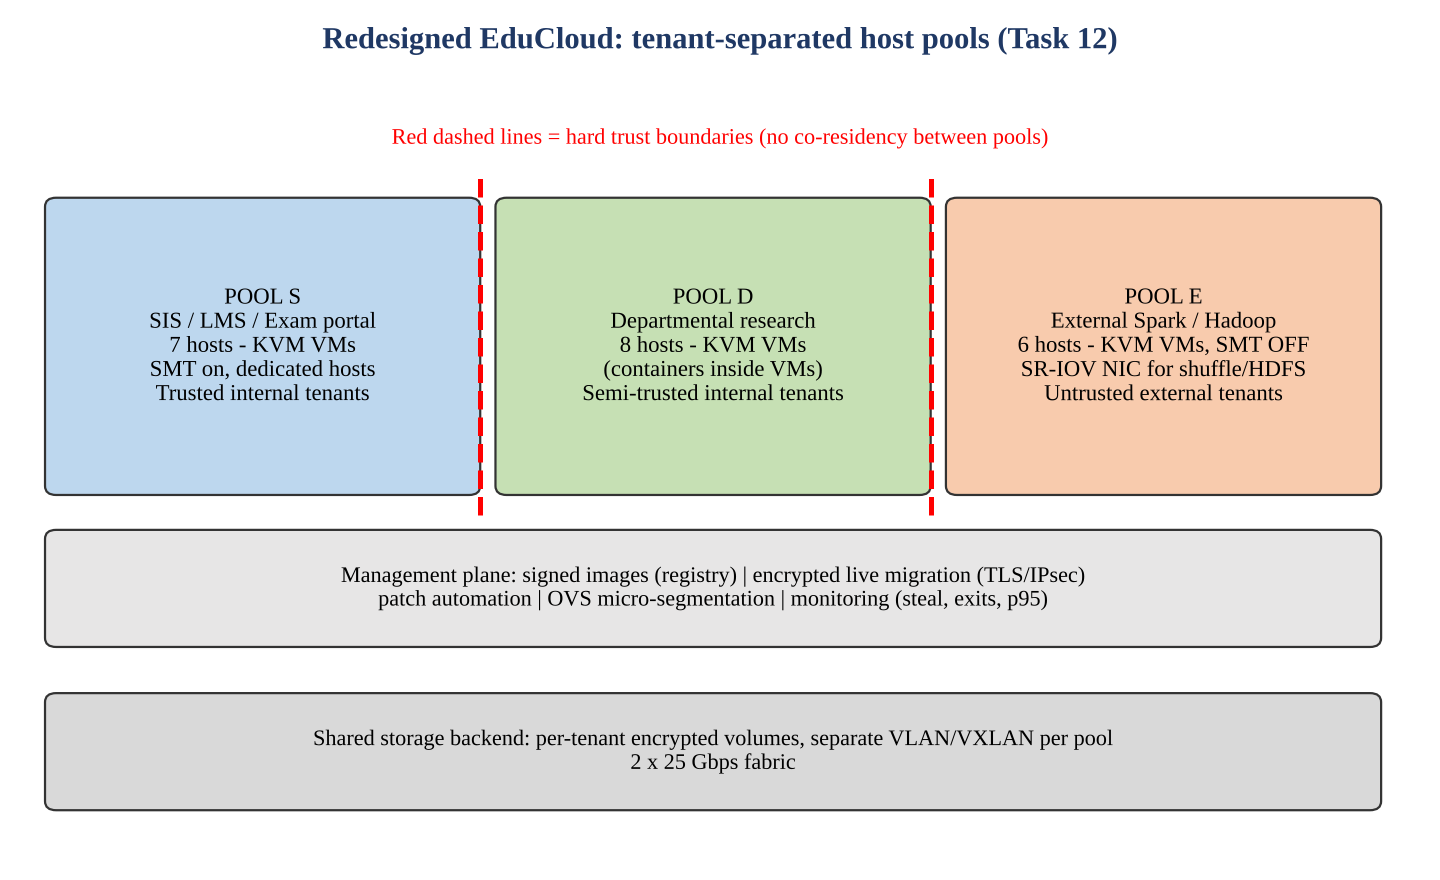 Redesigned EduCloud: tenant-separated host pools (Task 12)
Red dashed lines = hard trust boundaries (no co-residency between pools)
POOL S
SIS / LMS / Exam portal
7 hosts - KVM VMs
SMT on, dedicated hosts
Trusted internal tenants
POOL D
Departmental research
8 hosts - KVM VMs
(containers inside VMs)
Semi-trusted internal tenants
POOL E
External Spark / Hadoop
6 hosts - KVM VMs, SMT OFF
SR-IOV NIC for shuffle/HDFS
Untrusted external tenants
Management plane: signed images (registry) | encrypted live migration (TLS/IPsec)
patch automation | OVS micro-segmentation | monitoring (steal, exits, p95)
Shared storage backend: per-tenant encrypted volumes, separate VLAN/VXLAN per pool
2 x 25 Gbps fabric